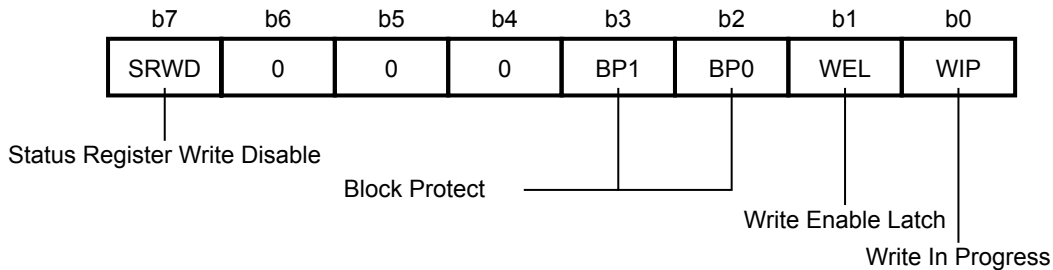 b7 b6 b5 b4 b3 b2 b1 b0
SRWD 0 0 0 BP1 BP0 WEL WIP
Status Register Write Disable
Block Protect
Write Enable Latch
Write In Progress